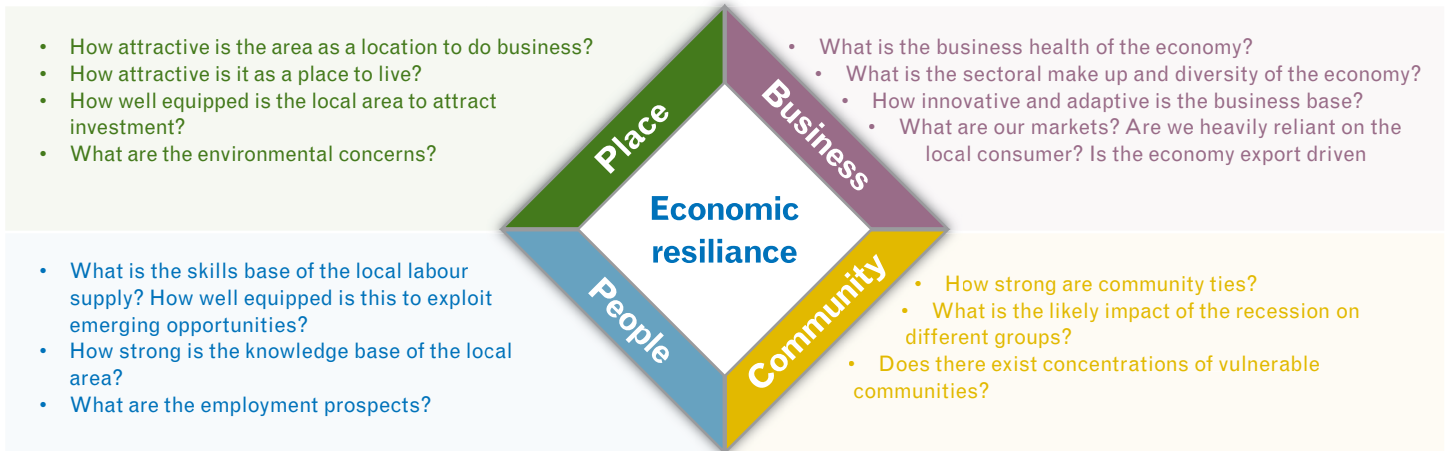 • How attractive is the area as a location to do business?
• How attractive is it as a place to live?
• How well equipped is the local area to attract
investment?
• What are the environmental concerns?
Place
Business
• What is the business health of the economy?
• What is the sectoral make up and diversity of the economy?
• How innovative and adaptive is the business base?
• What are our markets? Are we heavily reliant on the
local consumer? Is the economy export driven
Economic
resiliance
• What is the skills base of the local labour
supply? How well equipped is this to exploit
emerging opportunities?
• How strong is the knowledge base of the local
area?
• What are the employment prospects?
People
Community
• How strong are community ties?
• What is the likely impact of the recession on
different groups?
• Does there exist concentrations of vulnerable
communities?